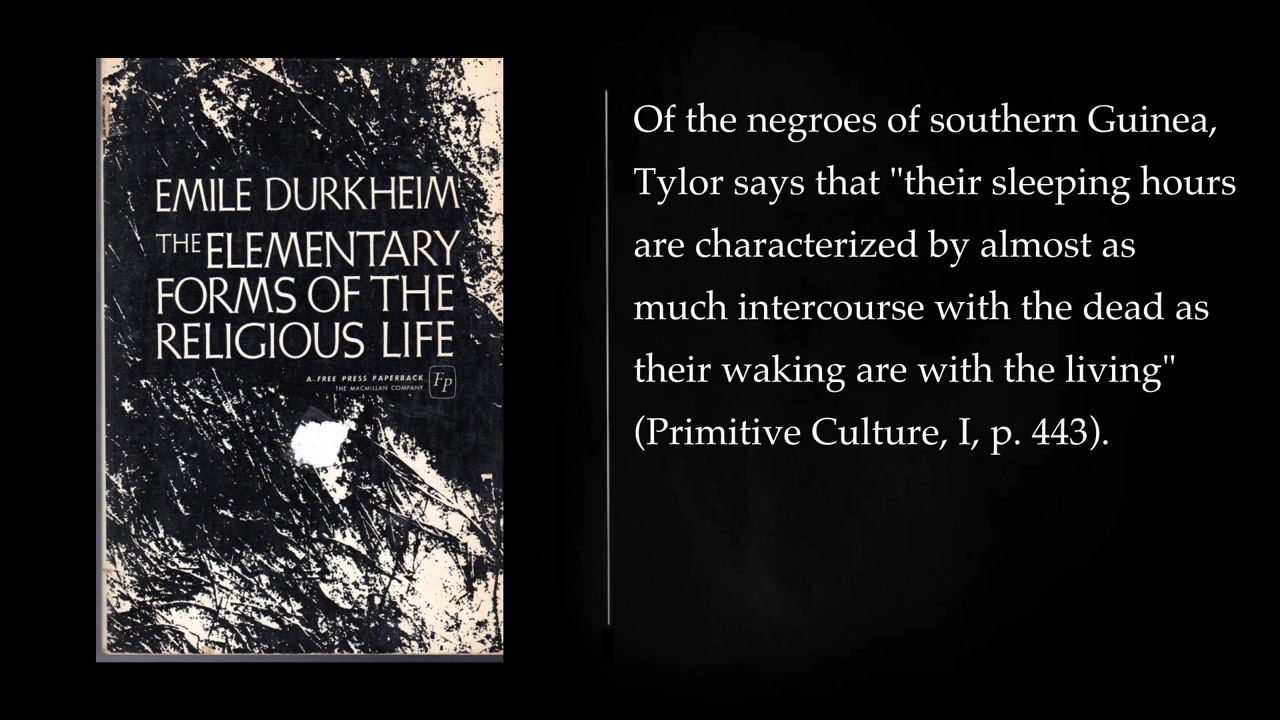 EMILE DURKHEIM
THE ELEMENTARY
FORMS OF THE
RELIGIOUS LIFE
A FREE PRESS PAPERBACK
THE MACMILLAN COMPANY
Fp
Of the negroes of southern Guinea,
Tylor says that "their sleeping hours
are characterized by almost as
much intercourse with the dead as
their waking are with the living"
(Primitive Culture, I, p. 443).